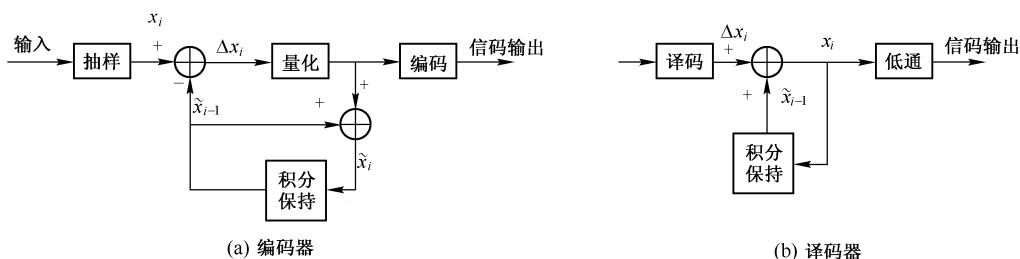 输入
抽样
x_i
+
−
Δx_i
量化
编码
信码输出
+
+
x̃_{i−1}
x̃_i
积分
保持
(a) 编码器
译码
Δx_i
+
+
x_i
x̃_{i−1}
低通
信码输出
积分
保持
(b) 译码器